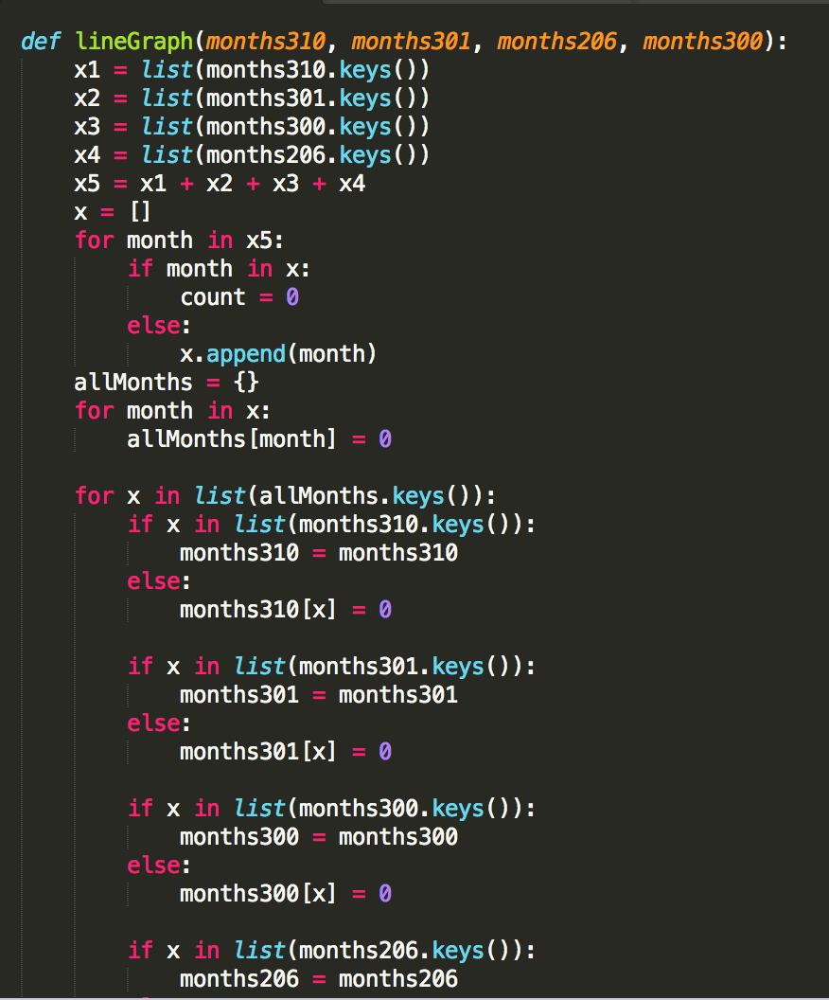 def lineGraph(months310, months301, months206, months300):
    x1 = list(months310.keys())
    x2 = list(months301.keys())
    x3 = list(months300.keys())
    x4 = list(months206.keys())
    x5 = x1 + x2 + x3 + x4
    x = []
    for month in x5:
        if month in x:
            count = 0
        else:
            x.append(month)
    allMonths = {}
    for month in x:
        allMonths[month] = 0

    for x in list(allMonths.keys()):
        if x in list(months310.keys()):
            months310 = months310
        else:
            months310[x] = 0

        if x in list(months301.keys()):
            months301 = months301
        else:
            months301[x] = 0

        if x in list(months300.keys()):
            months300 = months300
        else:
            months300[x] = 0

        if x in list(months206.keys()):
            months206 = months206